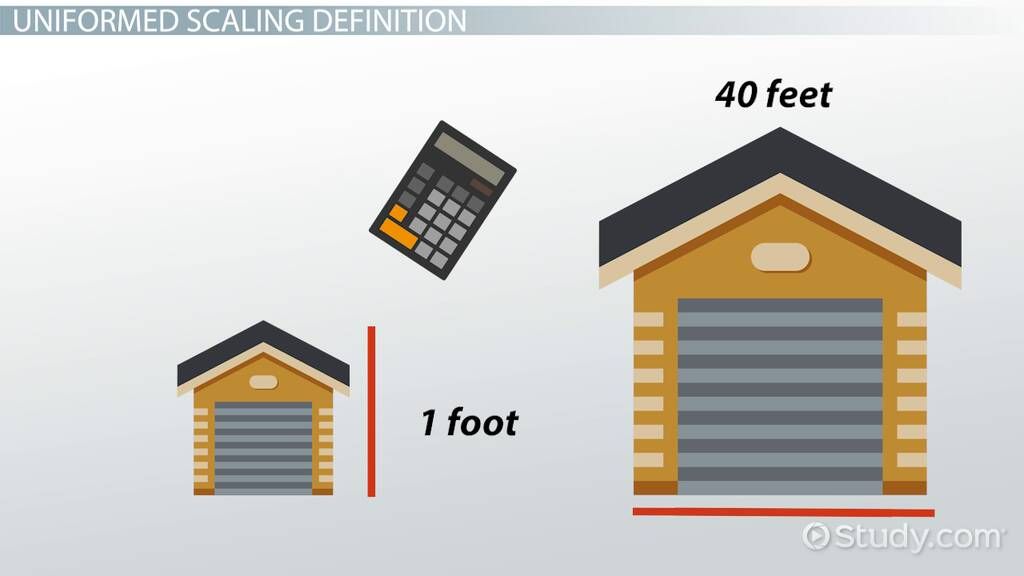 UNIFORMED SCALING DEFINITION
40 feet
1 foot
Study.com